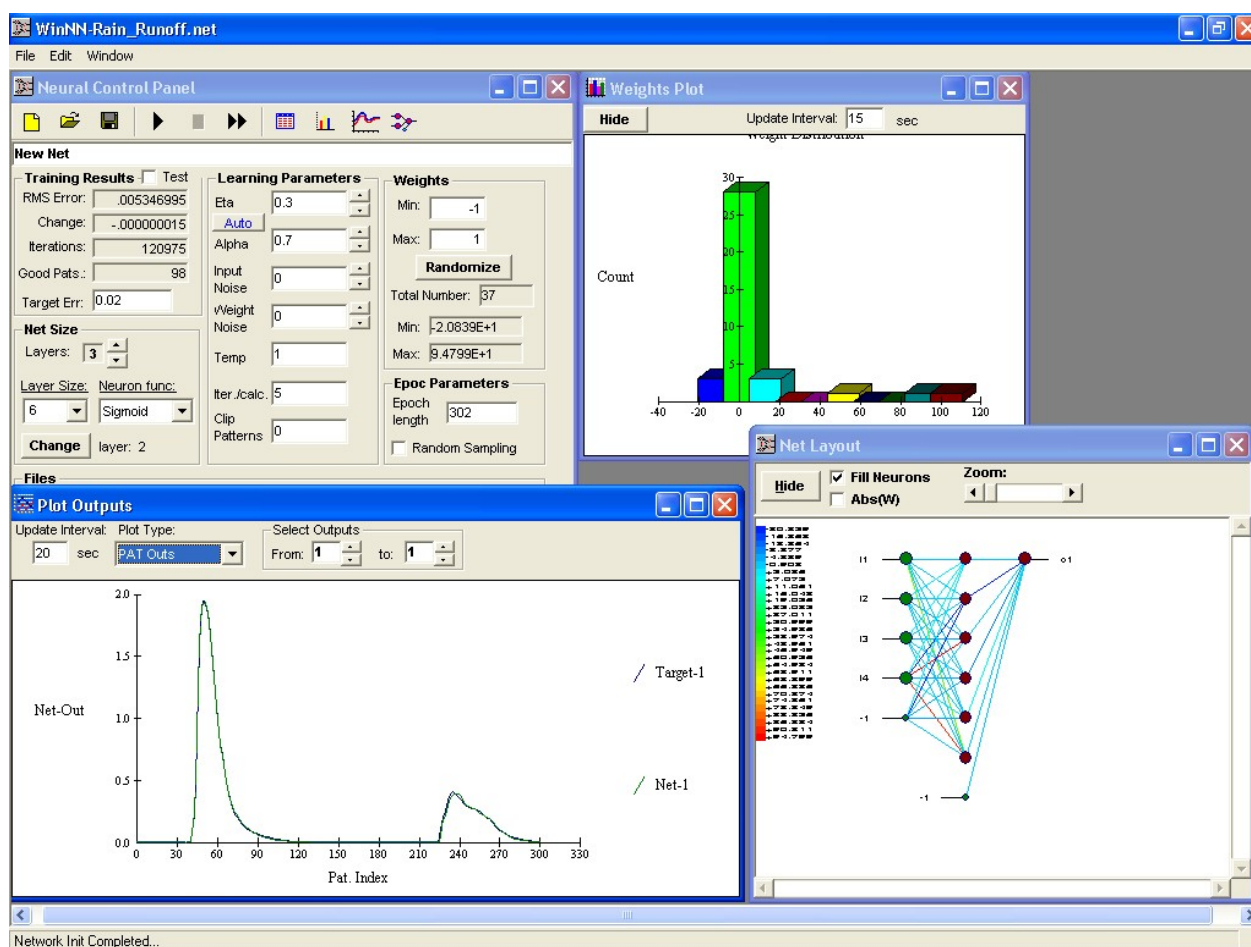 WinNN-Rain_Runoff.net
File Edit Window
Neural Control Panel
New Net
Training Results Test
RMS Error: .005346995
Change: -.000000015
Iterations: 120975
Good Pats.: 98
Target Err: 0.02
Net Size
Layers: 3
Layer Size: Neuron func:
6 Sigmoid
Change layer: 2
Learning Parameters
Eta 0.3
Auto
Alpha 0.7
Input Noise 0
Weight Noise 0
Temp 1
Iter./calc. 5
Clip Patterns 0
Weights
Min: -1
Max: 1
Randomize
Total Number: 37
Min: -2.0839E+1
Max: 9.4799E+1
Epoc Parameters
Epoch length 302
Random Sampling
Files
Weights Plot
Hide Update Interval: 15 sec
Weight Distribution
30
25
20
15
10
5
Count
-40 -20 0 20 40 60 80 100 120
Plot Outputs
Update Interval: Plot Type: Select Outputs
20 sec PAT Outs From: 1 to: 1
2.0
1.5
1.0
0.5
0.0
Net-Out
Target-1
Net-1
0 30 60 90 120 150 180 210 240 270 300 330
Pat. Index
Net Layout
Hide Fill Neurons Zoom:
Abs(W)
I1 o1
I2
I3
I4
-1
-1
Network Init Completed...